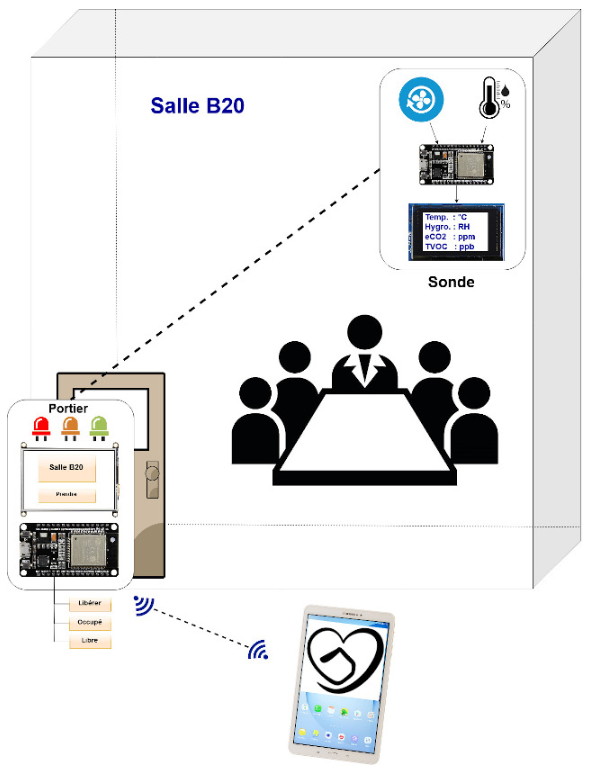 Salle B20
%
Temp. : °C
Hygro. : RH
eCO2 : ppm
TVOC : ppb
Sonde
Portier
Salle B20
Prendre
Libérer
Occupé
Libre